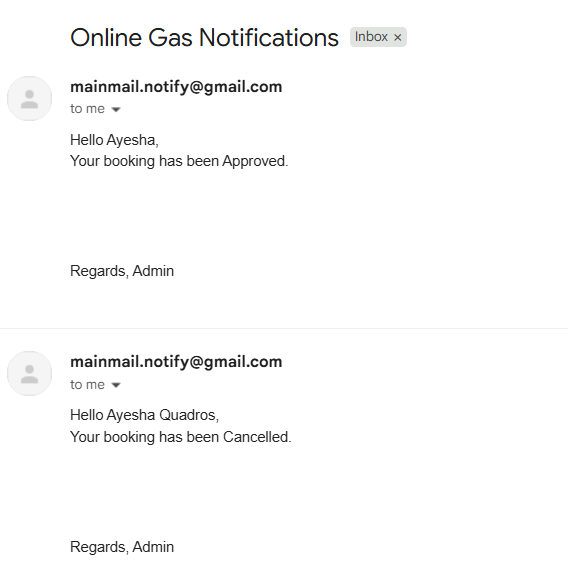 Online Gas Notifications Inbox ×
mainmail.notify@gmail.com
to me
Hello Ayesha,
Your booking has been Approved.
Regards, Admin
mainmail.notify@gmail.com
to me
Hello Ayesha Quadros,
Your booking has been Cancelled.
Regards, Admin